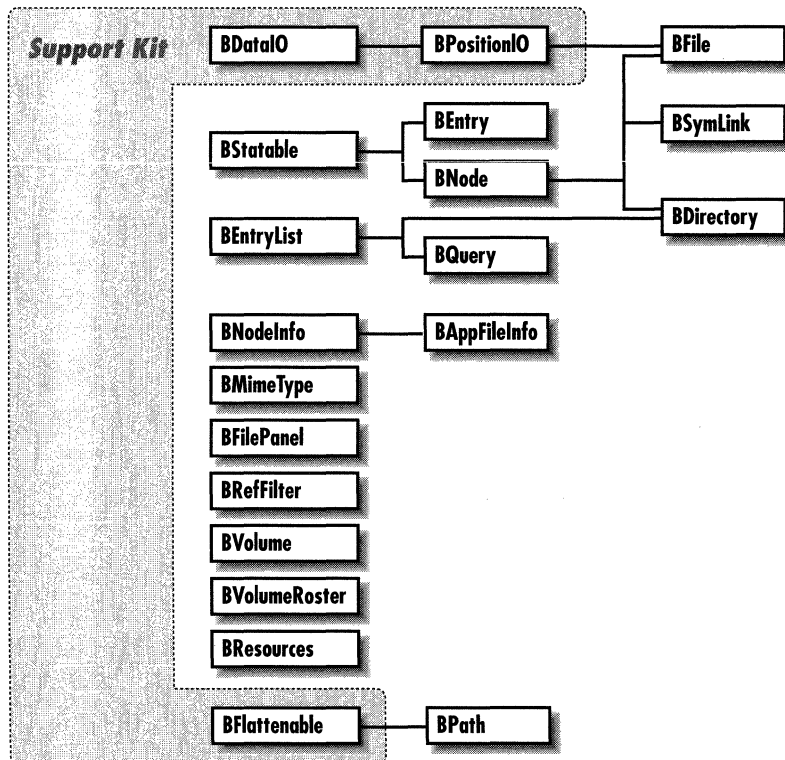 Support Kit
BDataIO
BPositionIO
BFile
BEntry
BSymLink
BStatable
BNode
BDirectory
BEntryList
BQuery
BNodeInfo
BAppFileInfo
BMimeType
BFilePanel
BRefFilter
BVolume
BVolumeRoster
BResources
BFlattenable
BPath